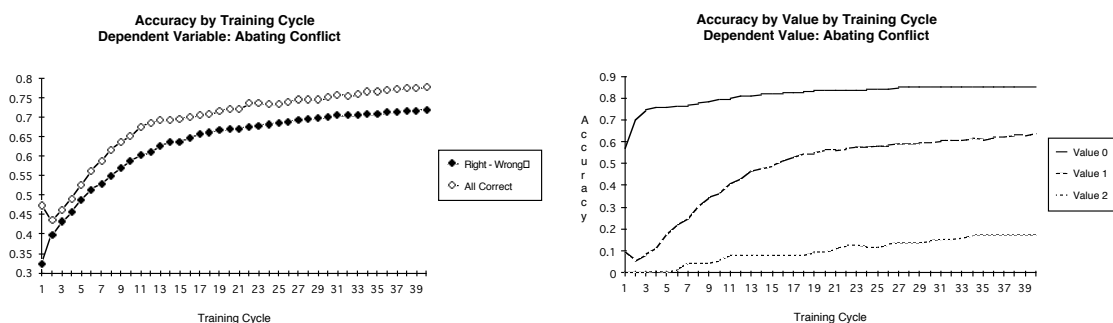 Accuracy by Training Cycle
Dependent Variable: Abating Conflict
0.8
0.75
0.7
0.65
0.6
0.55
0.5
0.45
0.4
0.35
0.3
1 3 5 7 9 11 13 15 17 19 21 23 25 27 29 31 33 35 37 39
Training Cycle
Right - Wrong□
All Correct
Accuracy by Value by Training Cycle
Dependent Value: Abating Conflict
Accuracy
0.9
0.8
0.7
0.6
0.5
0.4
0.3
0.2
0.1
0
1 3 5 7 9 11 13 15 17 19 21 23 25 27 29 31 33 35 37 39
Training Cycle
Value 0
Value 1
Value 2